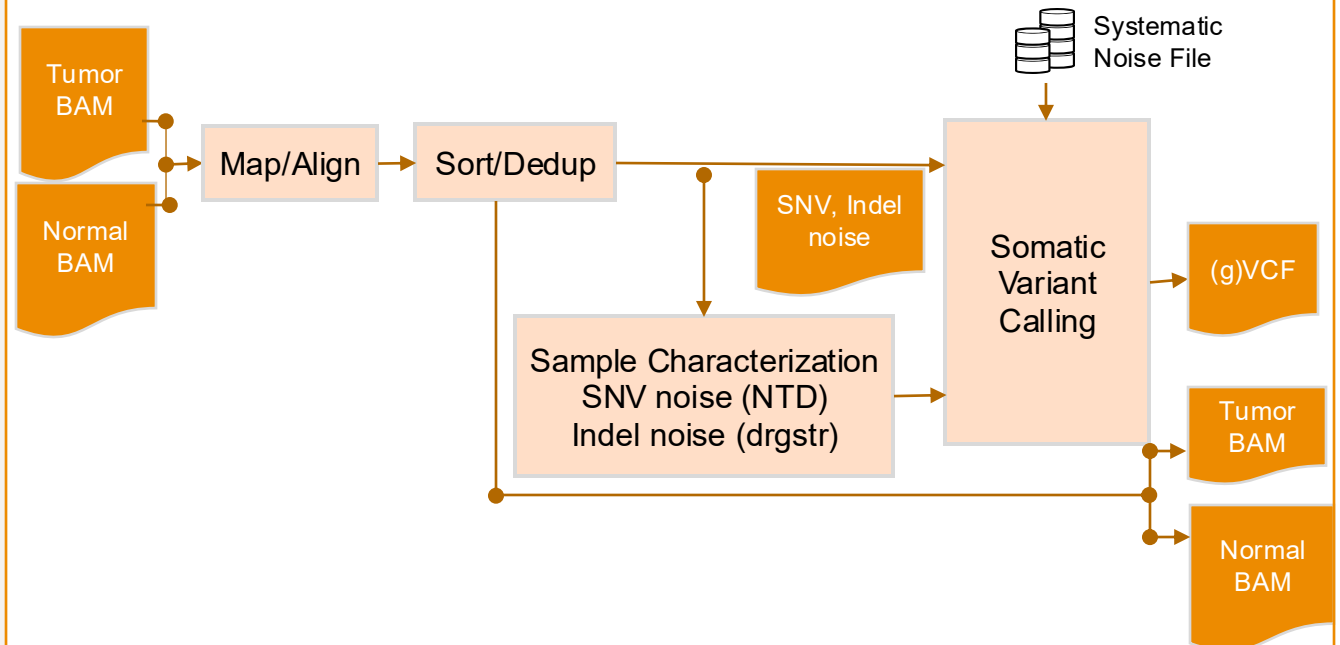 Systematic
Noise File
Tumor
BAM
Normal
BAM
Map/Align
Sort/Dedup
SNV, Indel
noise
Somatic
Variant
Calling
(g)VCF
Sample Characterization
SNV noise (NTD)
Indel noise (drgstr)
Tumor
BAM
Normal
BAM